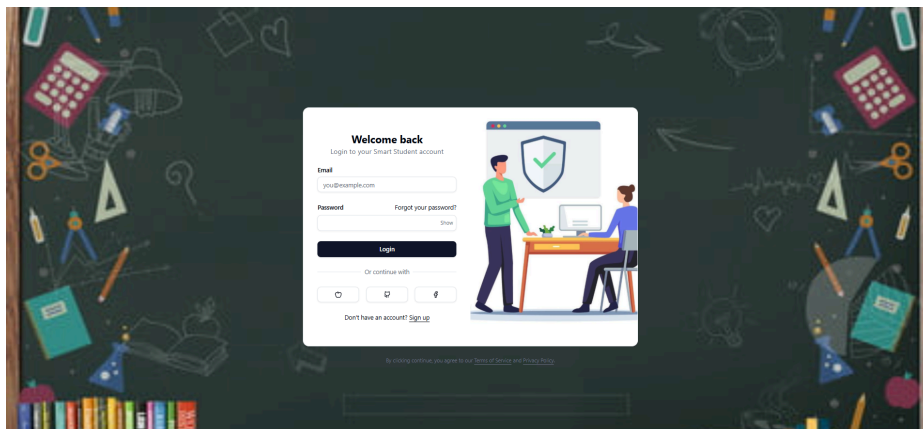 Welcome back
Login to your Smart Student account
Email
you@example.com
Password Forgot your password?
Show
Login
Or continue with
Don't have an account? Sign up
By clicking continue, you agree to our Terms of Service and Privacy Policy.